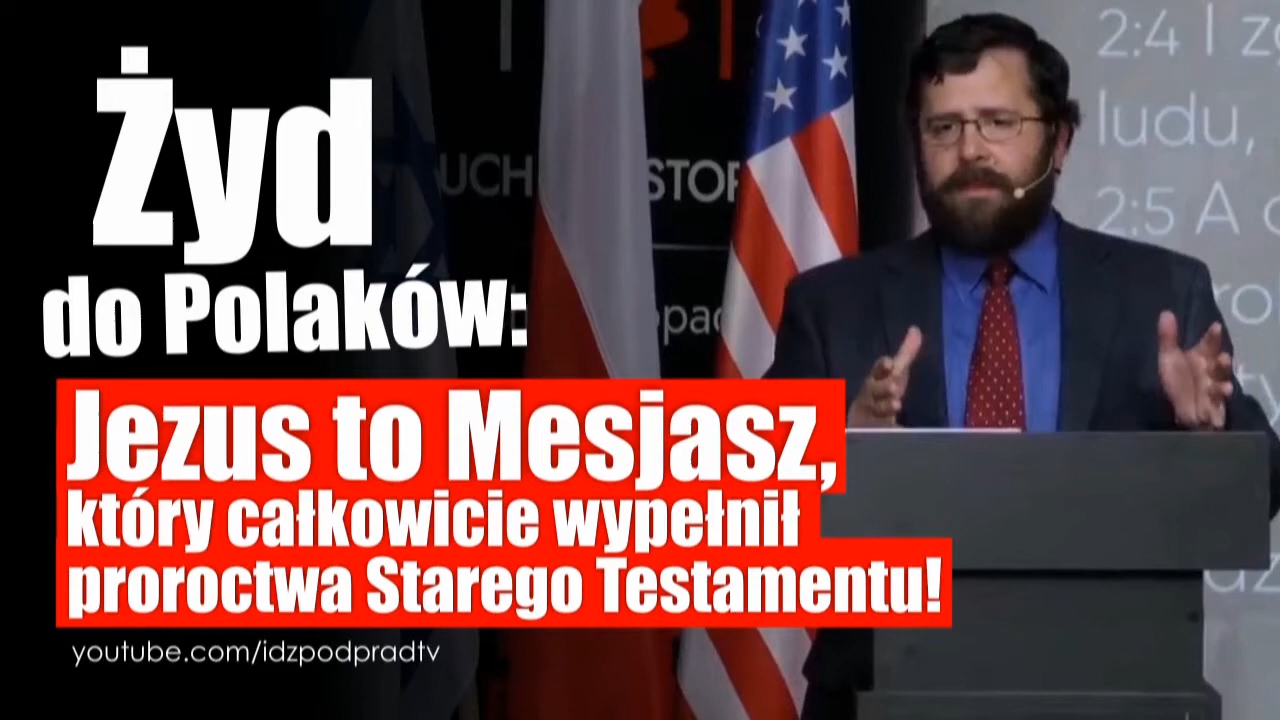 Żyd
do Polaków:
Jezus to Mesjasz,
który całkowicie wypełnił
proroctwa Starego Testamentu!
youtube.com/idzpodpradtv
2:4 I
ludu,
2:5 A